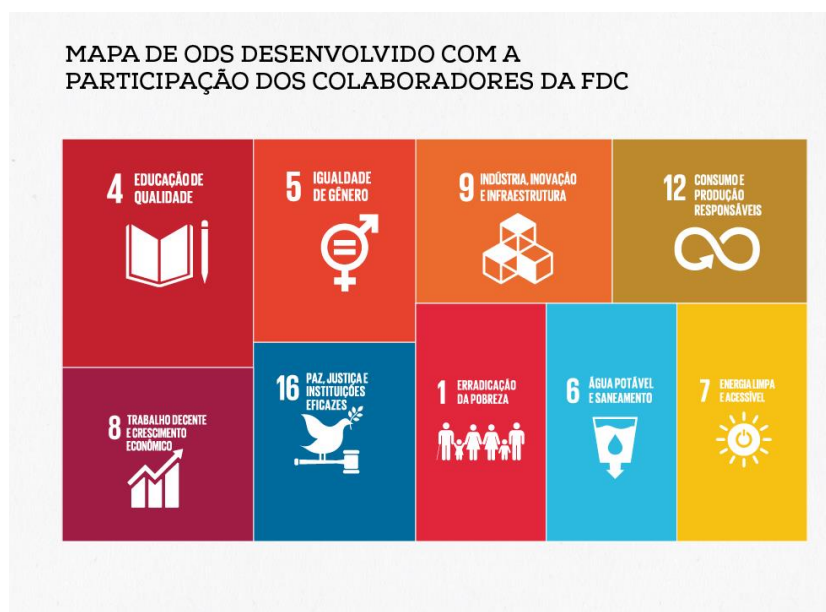 MAPA DE ODS DESENVOLVIDO COM A
PARTICIPAÇÃO DOS COLABORADORES DA FDC
4 EDUCAÇÃO DE
QUALIDADE
5 IGUALDADE
DE GÊNERO
9 INDÚSTRIA, INOVAÇÃO
E INFRAESTRUTURA
12 CONSUMO E
PRODUÇÃO
RESPONSÁVEIS
8 TRABALHO DECENTE
E CRESCIMENTO
ECONÔMICO
16 PAZ, JUSTIÇA E
INSTITUIÇÕES
EFICAZES
1 ERRADICAÇÃO
DA POBREZA
6 ÁGUA POTÁVEL
E SANEAMENTO
7 ENERGIA LIMPA
E ACESSÍVEL